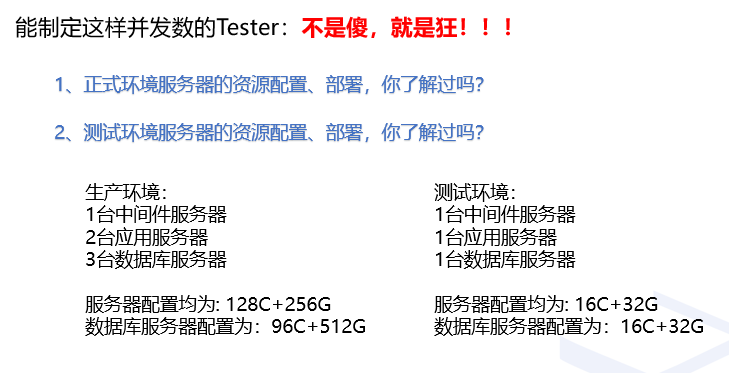 能制定这样并发数的Tester：不是傻，就是狂！！！
1、正式环境服务器的资源配置、部署，你了解过吗？
2、测试环境服务器的资源配置、部署，你了解过吗？
生产环境：
1台中间件服务器
2台应用服务器
3台数据库服务器
服务器配置均为: 128C+256G
数据库服务器配置为：96C+512G
测试环境：
1台中间件服务器
1台应用服务器
1台数据库服务器
服务器配置均为: 16C+32G
数据库服务器配置为：16C+32G